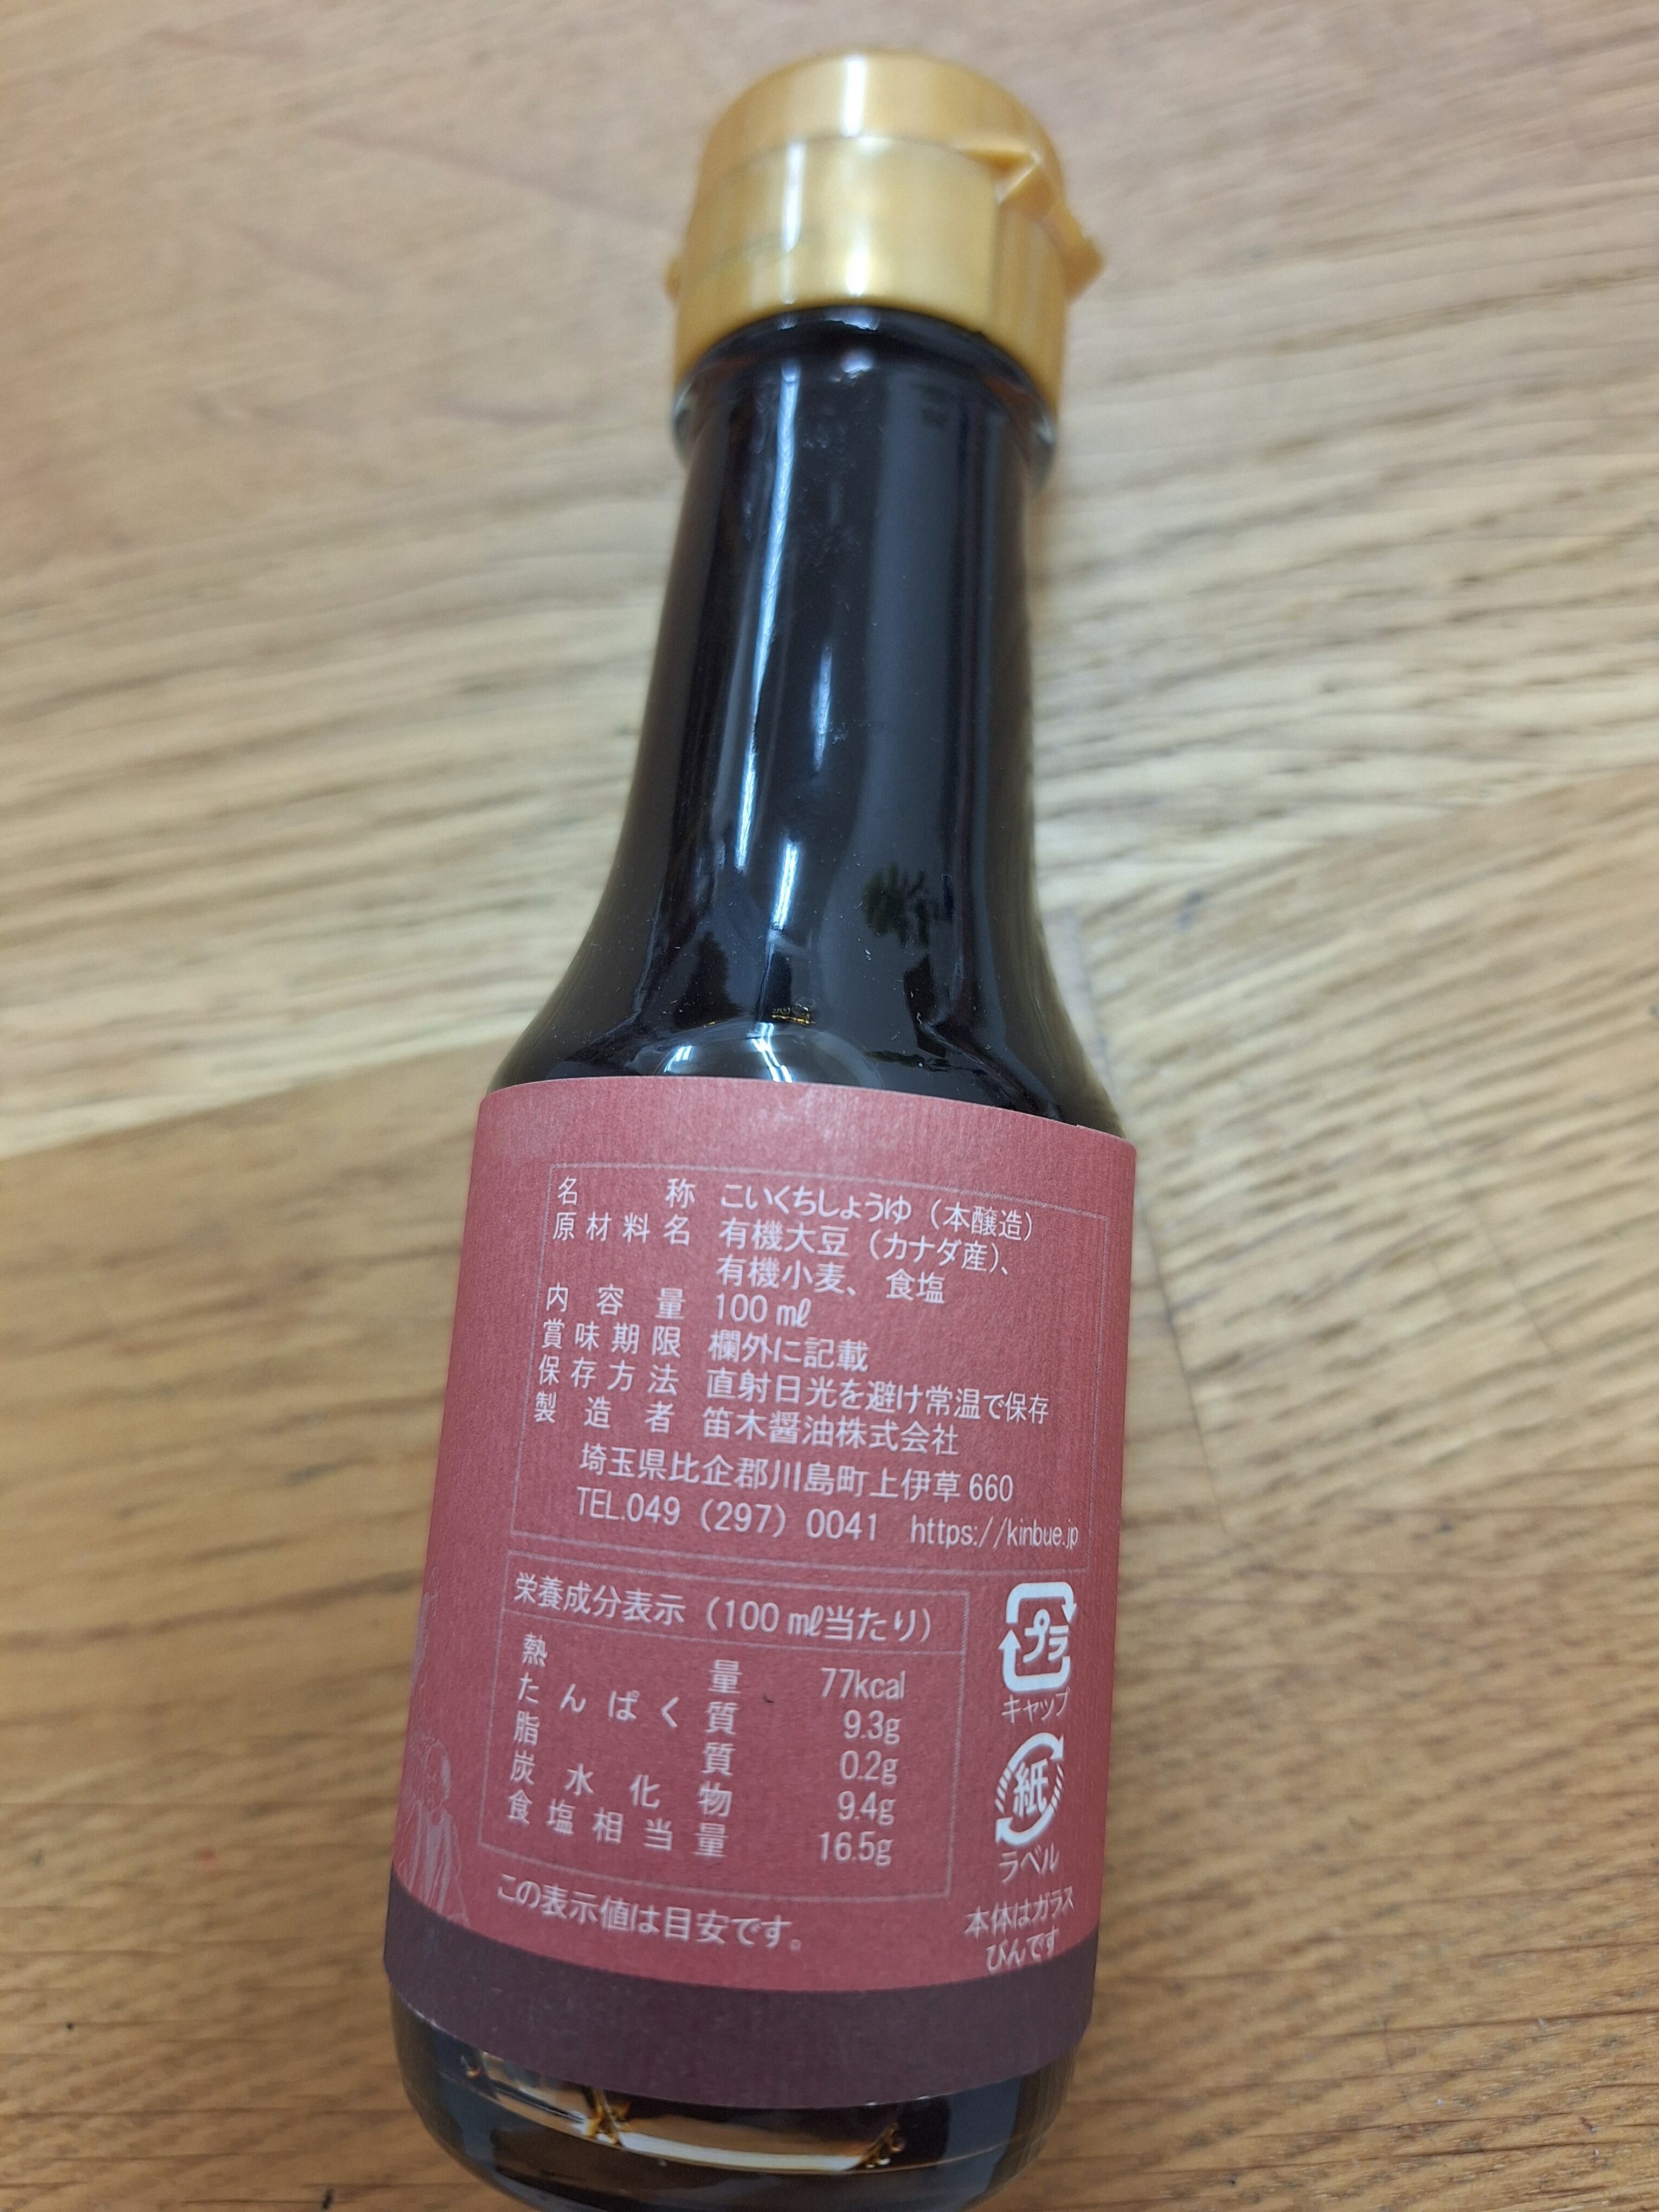 名称 こいくちしょうゆ（本醸造）
原材料名 有機大豆（カナダ産）、
有機小麦、食塩
内容量 100㎖
賞味期限 欄外に記載
保存方法 直射日光を避け常温で保存
製造者 笛木醤油株式会社
埼玉県比企郡川島町上伊草660
TEL.049（297）0041 https://kinbue.jp
栄養成分表示（100㎖当たり）
熱量 77kcal
たんぱく質 9.3g
脂質 0.2g
炭水化物 9.4g
食塩相当量 16.5g
この表示値は目安です。
プラ
キャップ
紙
ラベル
本体はガラス
びんです